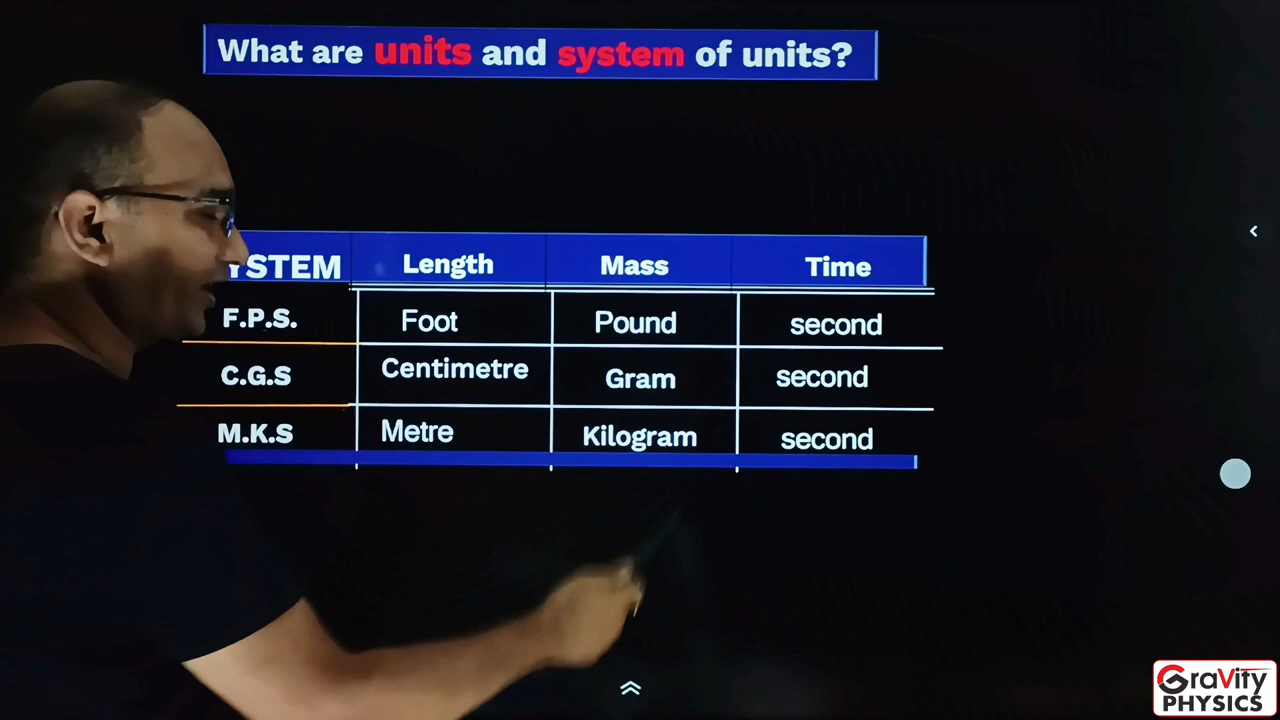 What are units and system of units?
YSTEM Length Mass Time
F.P.S. Foot Pound second
C.G.S Centimetre Gram second
M.K.S Metre Kilogram second
GraVity
PHYSICS